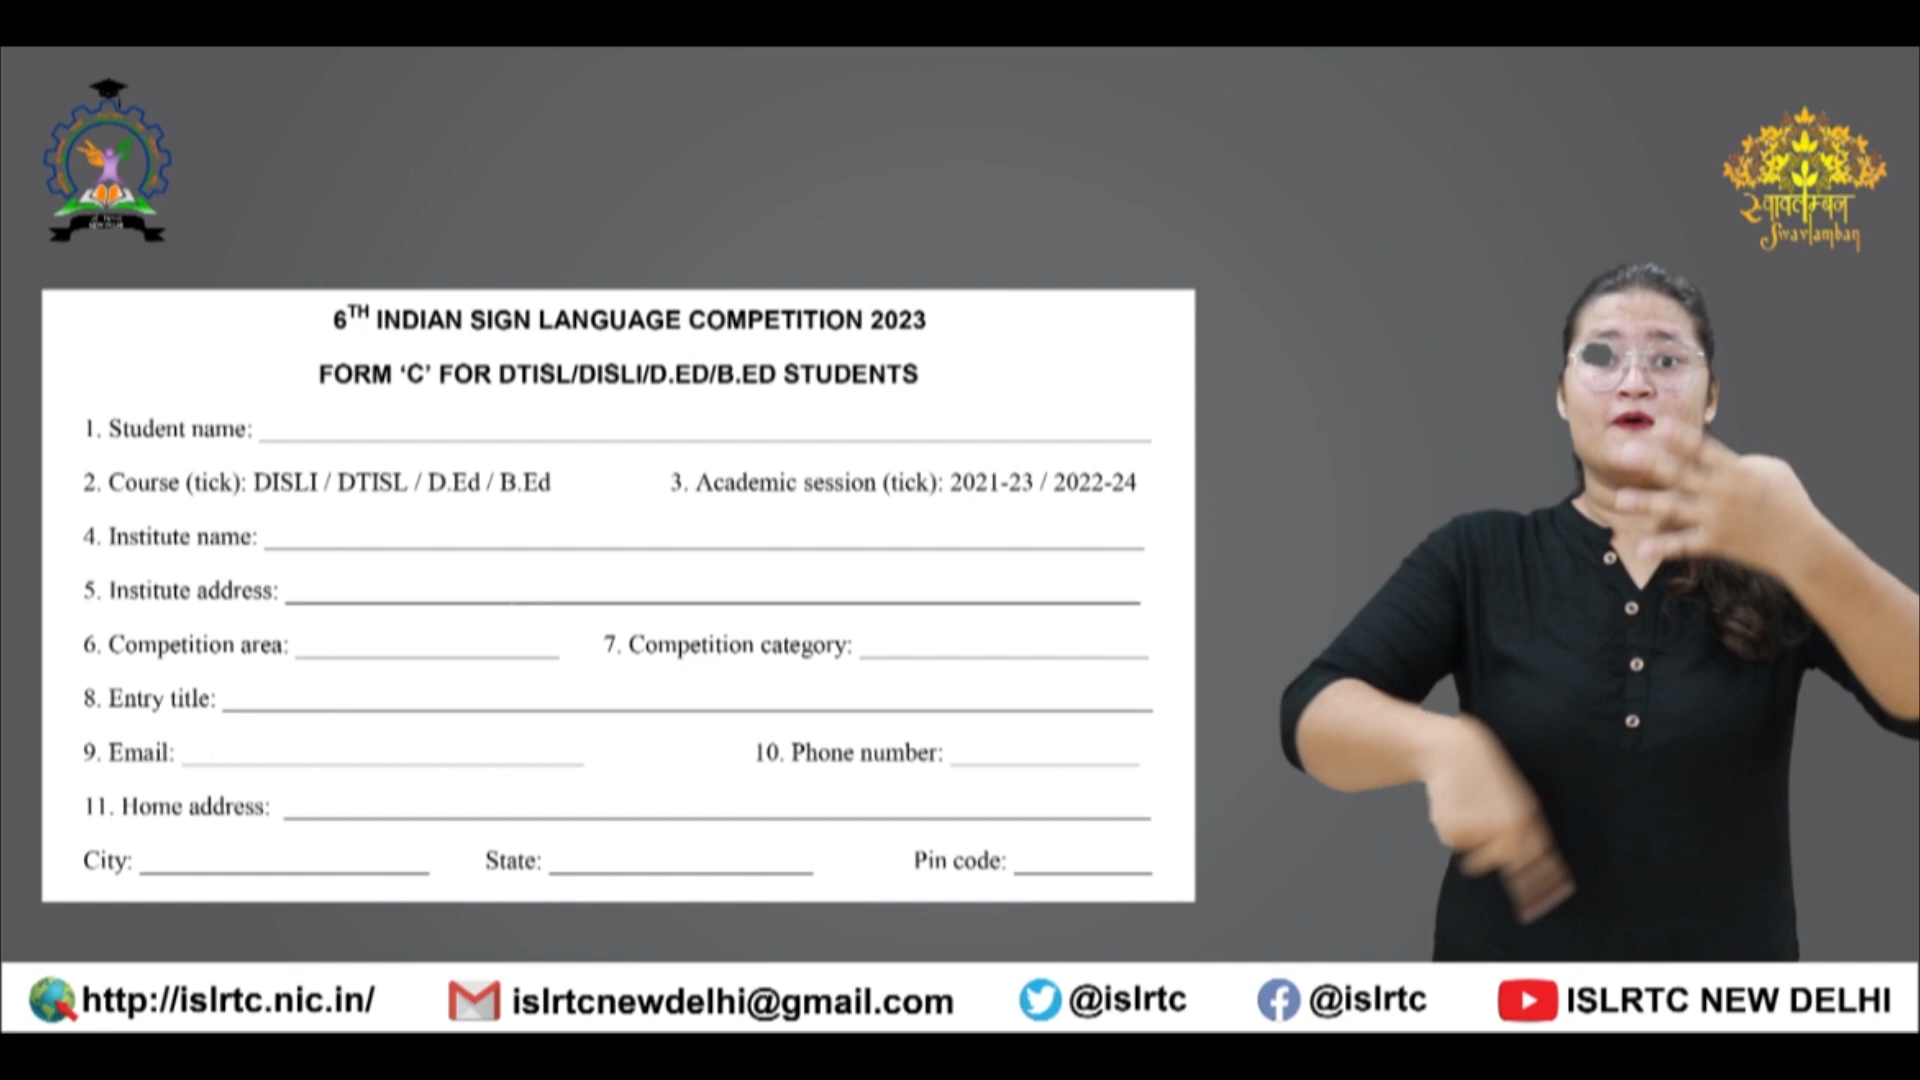 स्वावलम्बन
Swavlamban
6TH INDIAN SIGN LANGUAGE COMPETITION 2023
FORM ‘C’ FOR DTISL/DISLI/D.ED/B.ED STUDENTS
1. Student name:
2. Course (tick): DISLI / DTISL / D.Ed / B.Ed 3. Academic session (tick): 2021-23 / 2022-24
4. Institute name:
5. Institute address:
6. Competition area: 7. Competition category:
8. Entry title:
9. Email: 10. Phone number:
11. Home address:
City: State: Pin code:
http://islrtc.nic.in/ islrtcnewdelhi@gmail.com @islrtc @islrtc ISLRTC NEW DELHI